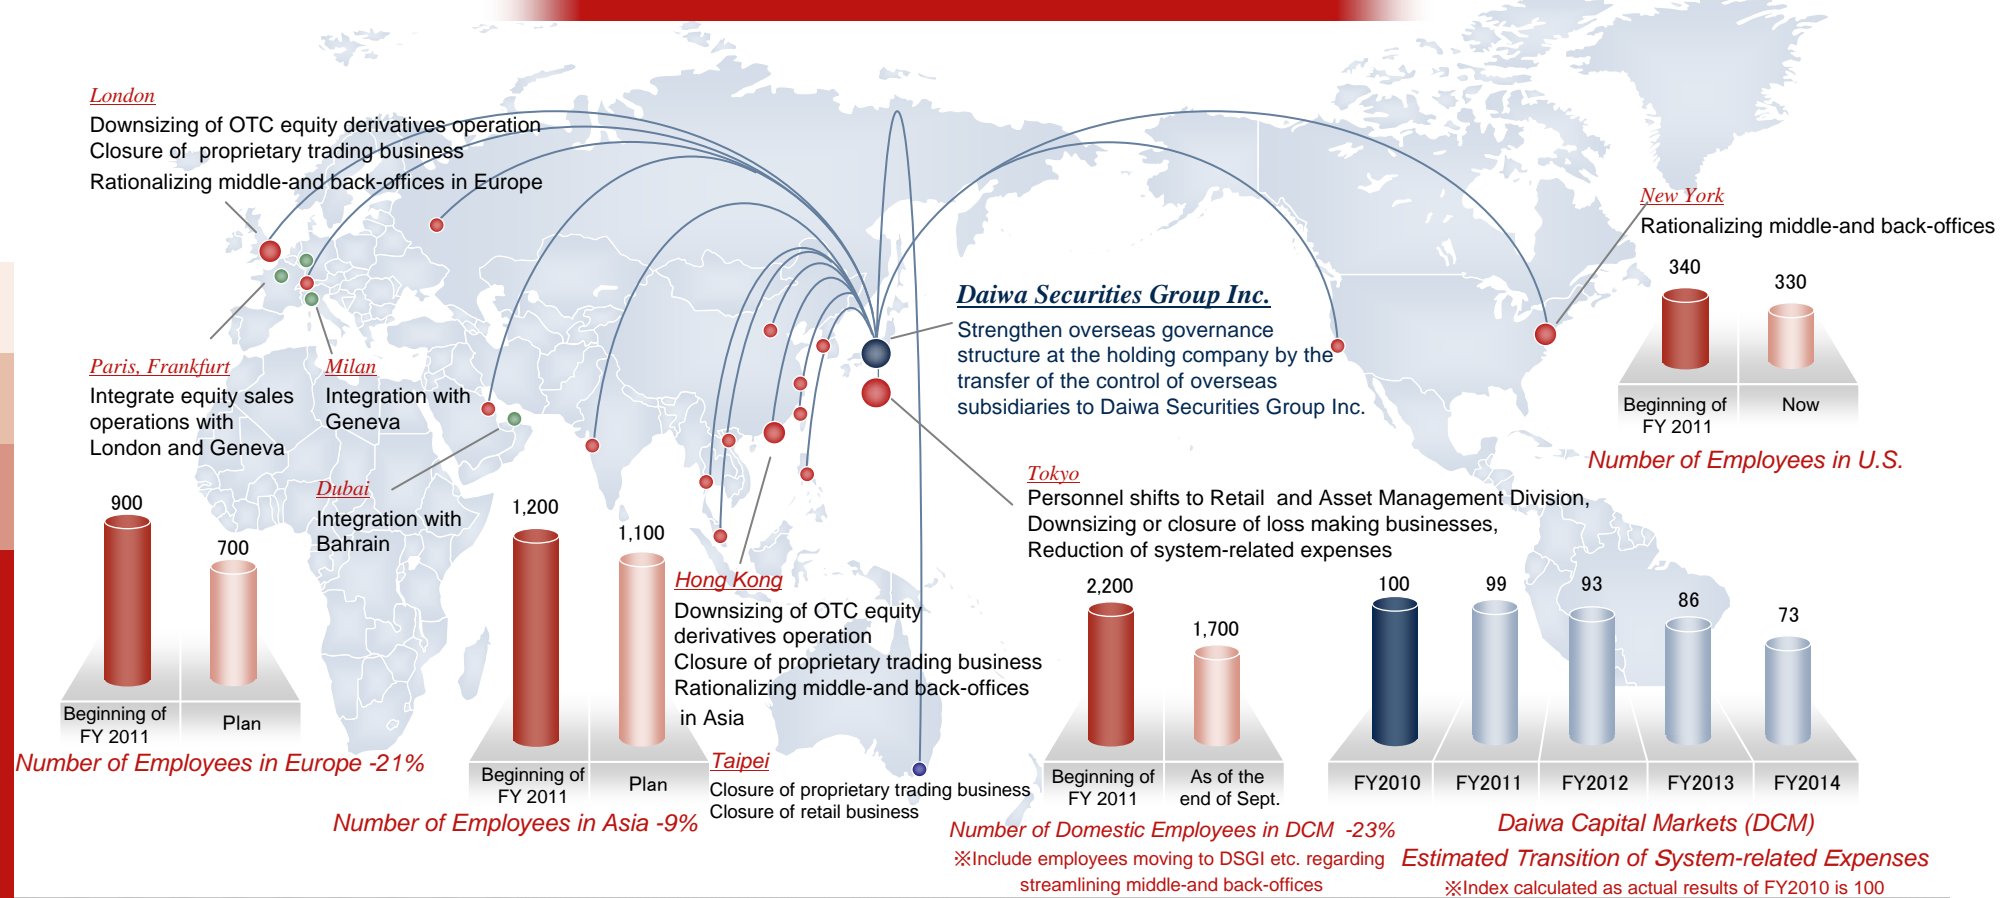 London
Downsizing of OTC equity derivatives operation
Closure of proprietary trading business
Rationalizing middle-and back-offices in Europe
New York
Rationalizing middle-and back-offices
340
330
Beginning of
FY 2011
Now
Number of Employees in U.S.
Daiwa Securities Group Inc.
Strengthen overseas governance
structure at the holding company by the
transfer of the control of overseas
subsidiaries to Daiwa Securities Group Inc.
Paris, Frankfurt
Integrate equity sales
operations with
London and Geneva
Milan
Integration with
Geneva
Dubai
Integration with
Bahrain
900
700
Beginning of
FY 2011
Plan
Number of Employees in Europe -21%
1,200
1,100
Beginning of
FY 2011
Plan
Number of Employees in Asia -9%
Hong Kong
Downsizing of OTC equity
derivatives operation
Closure of proprietary trading business
Rationalizing middle-and back-offices
in Asia
Taipei
Closure of proprietary trading business
Closure of retail business
Tokyo
Personnel shifts to Retail and Asset Management Division,
Downsizing or closure of loss making businesses,
Reduction of system-related expenses
2,200
1,700
Beginning of
FY 2011
As of the
end of Sept.
Number of Domestic Employees in DCM -23%
※Include employees moving to DSGI etc. regarding
streamlining middle-and back-offices
100
99
93
86
73
FY2010
FY2011
FY2012
FY2013
FY2014
Daiwa Capital Markets (DCM)
Estimated Transition of System-related Expenses
※Index calculated as actual results of FY2010 is 100